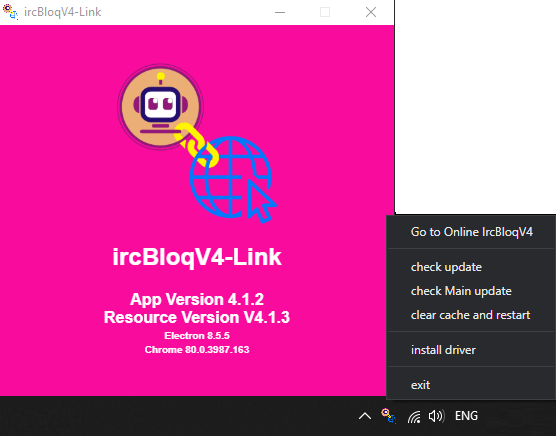 ircBloqV4-Link
ircBloqV4-Link
App Version 4.1.2
Resource Version V4.1.3
Electron 8.5.5
Chrome 80.0.3987.163
Go to Online IrcBloqV4
check update
check Main update
clear cache and restart
install driver
exit
ENG